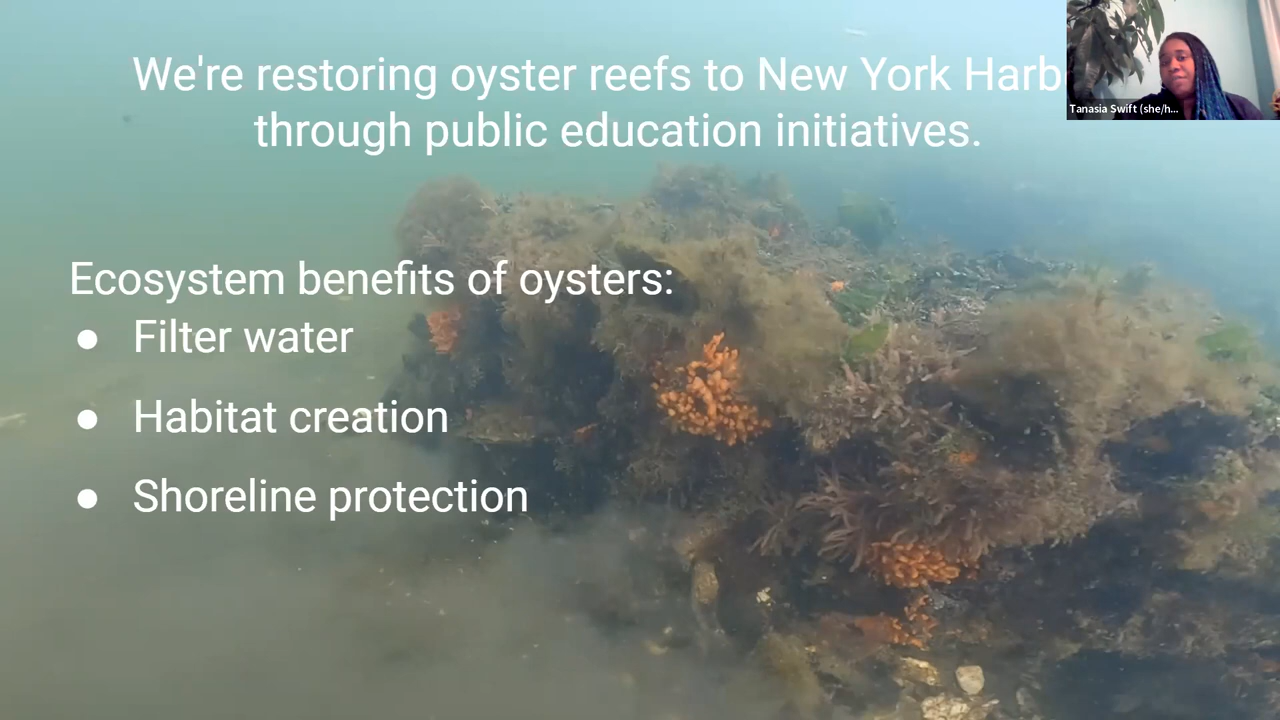 We're restoring oyster reefs to New York Harb
through public education initiatives.
Tanasia Swift (she/h...
Ecosystem benefits of oysters:
● Filter water
● Habitat creation
● Shoreline protection